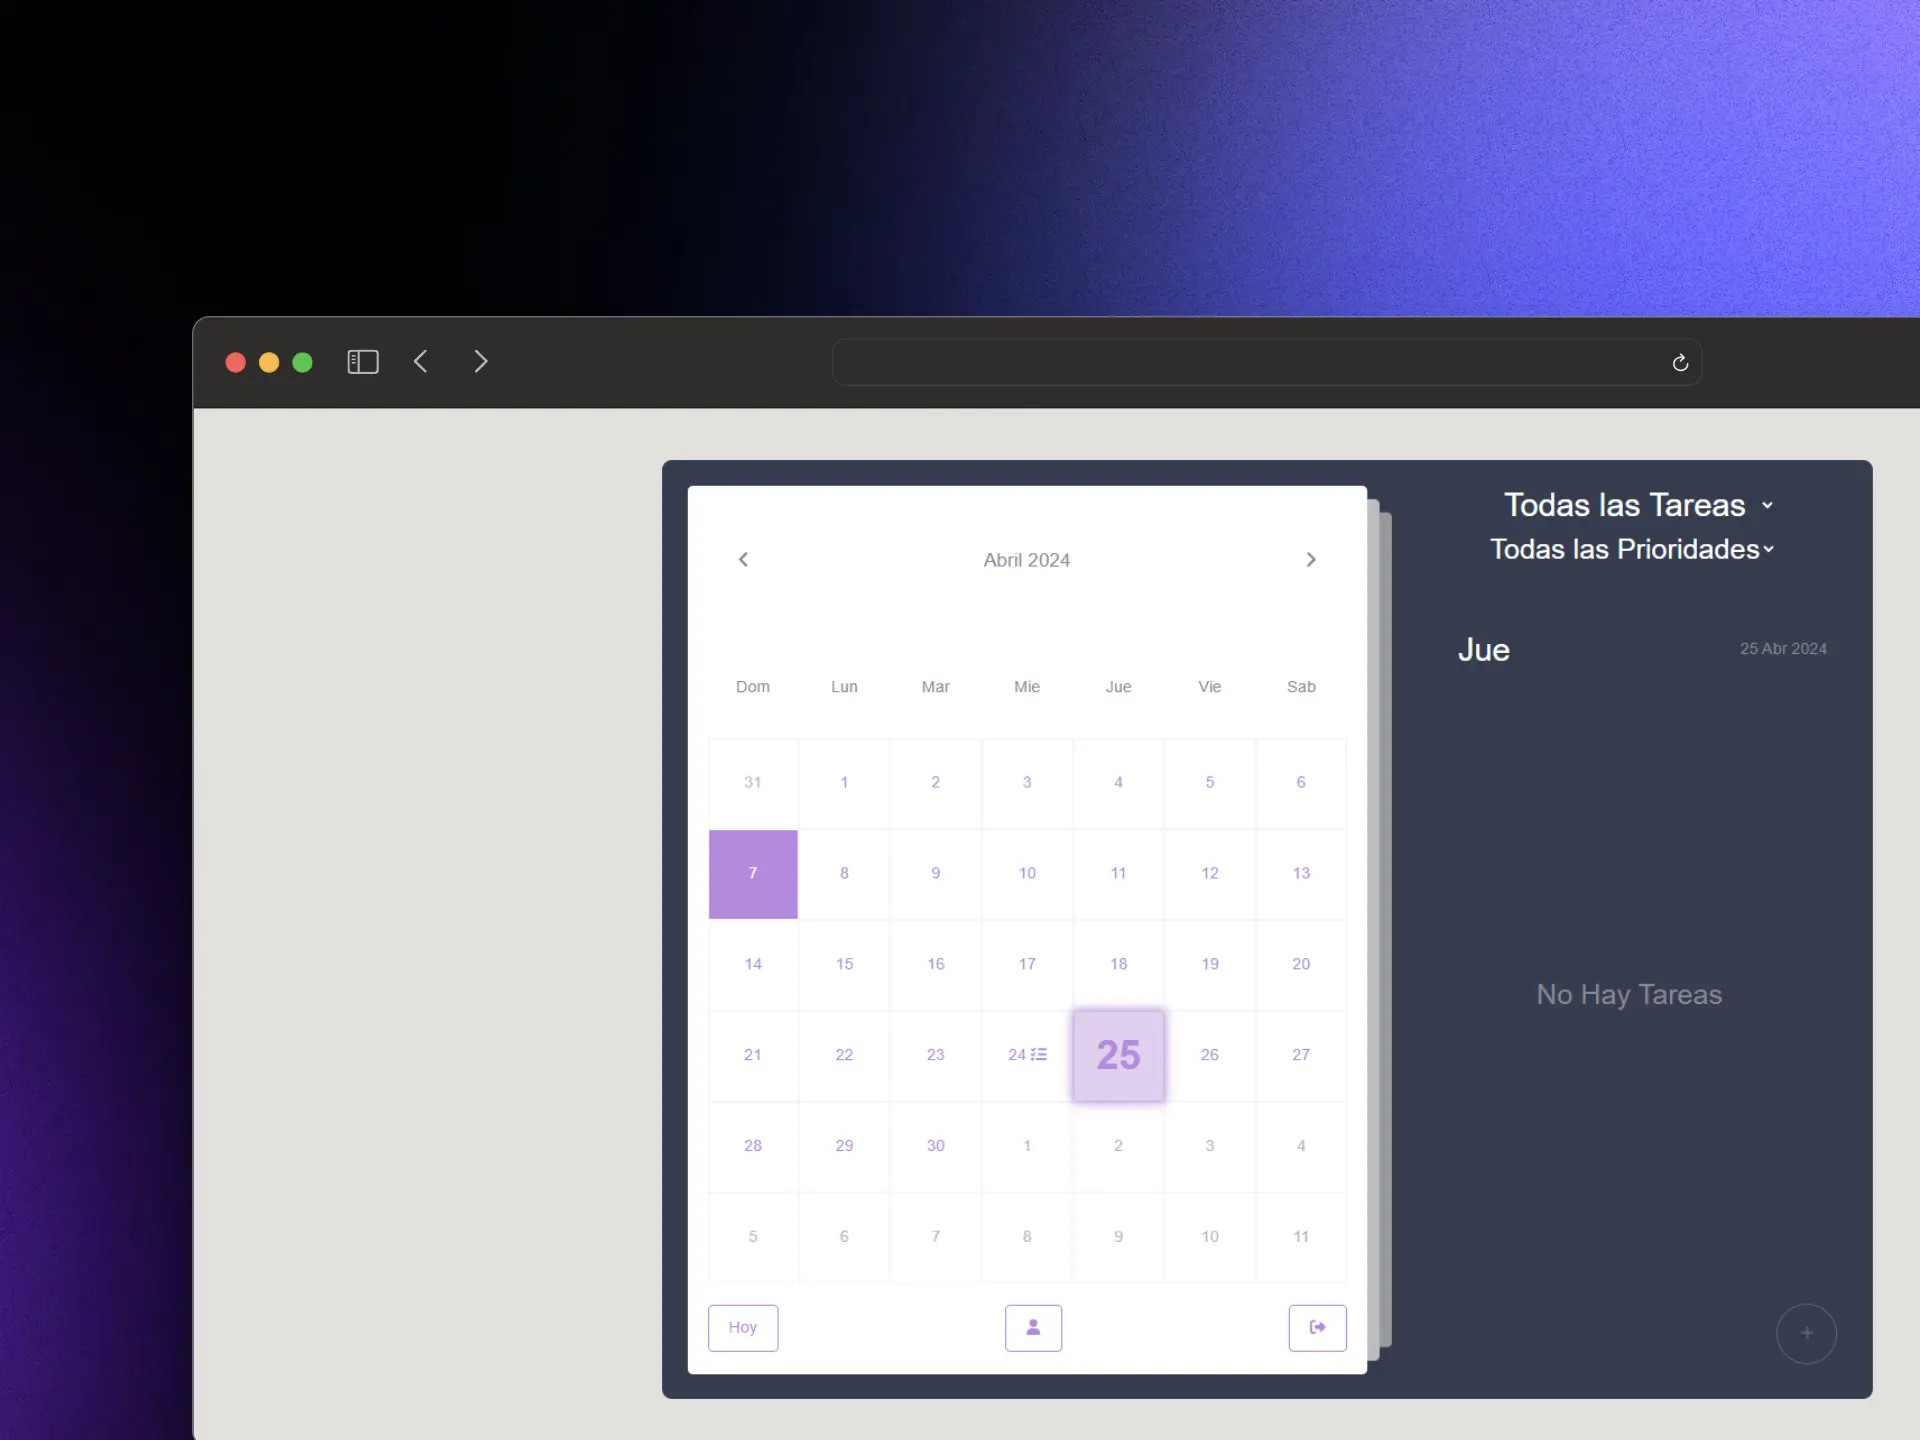 Abril 2024
Dom Lun Mar Mie Jue Vie Sab
31 1 2 3 4 5 6
7 8 9 10 11 12 13
14 15 16 17 18 19 20
21 22 23 24 25 26 27
28 29 30 1 2 3 4
5 6 7 8 9 10 11
Hoy
Todas las Tareas
Todas las Prioridades
Jue 25 Abr 2024
No Hay Tareas
+